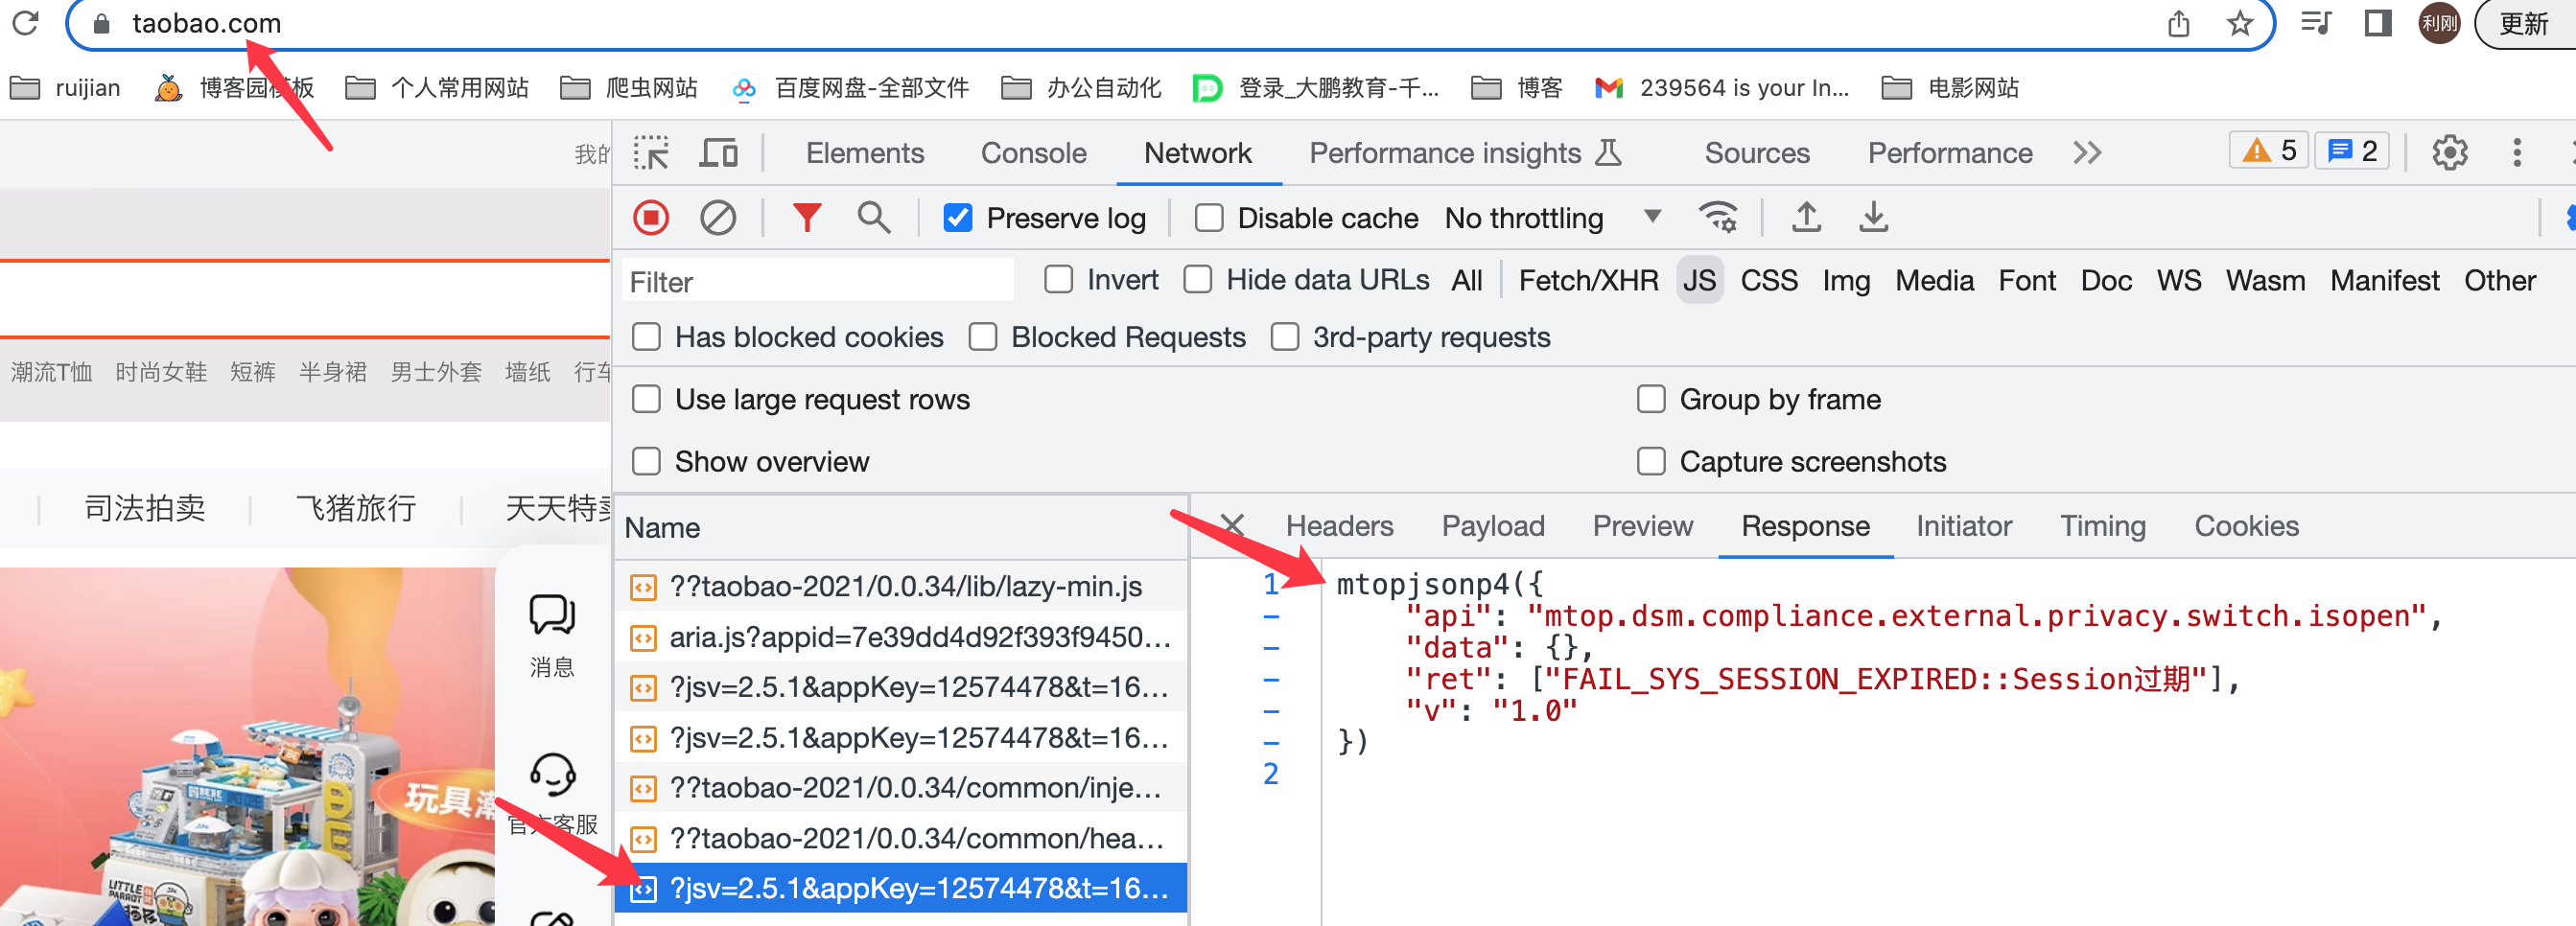 taobao.com
利刚
更新
ruijian 博客园模板 个人常用网站 爬虫网站 百度网盘-全部文件 办公自动化 登录_大鹏教育-千... 博客 239564 is your In... 电影网站
我的
Elements Console Network Performance insights Sources Performance 5 2
Preserve log Disable cache No throttling
Filter Invert Hide data URLs All Fetch/XHR JS CSS Img Media Font Doc WS Wasm Manifest Other
Has blocked cookies Blocked Requests 3rd-party requests
潮流T恤 时尚女鞋 短裤 半身裙 男士外套 墙纸 行车
Use large request rows Group by frame
Show overview Capture screenshots
司法拍卖 飞猪旅行 天天特卖
Name
Headers Payload Preview Response Initiator Timing Cookies
??taobao-2021/0.0.34/lib/lazy-min.js
aria.js?appid=7e39dd4d92f393f9450...
?jsv=2.5.1&appKey=12574478&t=16...
?jsv=2.5.1&appKey=12574478&t=16...
??taobao-2021/0.0.34/common/inje...
??taobao-2021/0.0.34/common/hea...
?jsv=2.5.1&appKey=12574478&t=16...
1 mtopjsonp4({
– "api": "mtop.dsm.compliance.external.privacy.switch.isopen",
– "data": {},
– "ret": ["FAIL_SYS_SESSION_EXPIRED::Session过期"],
– "v": "1.0"
– })
2
消息
官方客服
玩具潮
LITTLE
PARROT